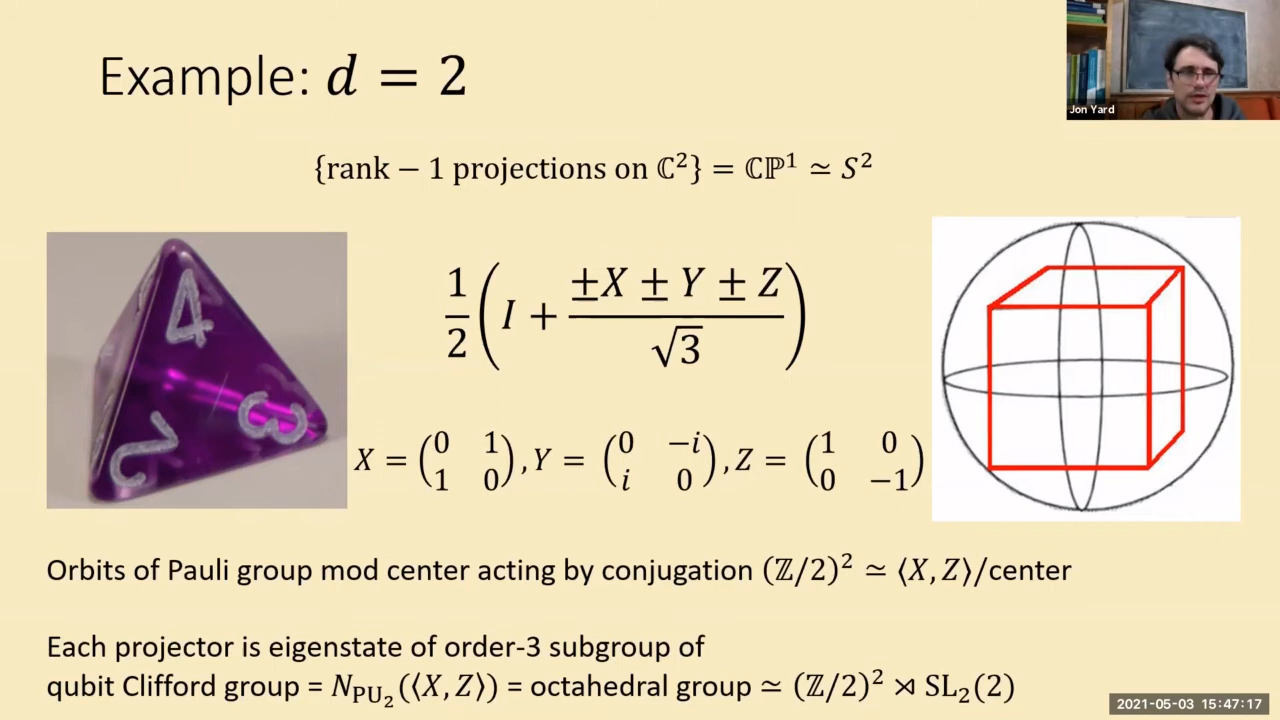 Example: d = 2
Jon Yard
{rank − 1 projections on ℂ²} = ℂℙ¹ ≃ S²
4
2
3
1/2 (I + (±X ± Y ± Z)/√3)
X = (0 1; 1 0), Y = (0 −i; i 0), Z = (1 0; 0 −1)
Orbits of Pauli group mod center acting by conjugation (ℤ/2)² ≃ ⟨X, Z⟩/center
Each projector is eigenstate of order-3 subgroup of
qubit Clifford group = N_PU₂(⟨X, Z⟩) = octahedral group ≃ (ℤ/2)² ⋊ SL₂(2)
2021-05-03 15:47:17